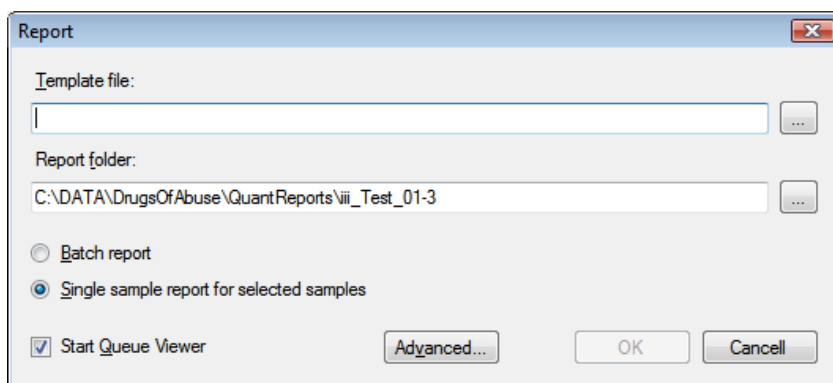 Report
Template file:
...
Report folder:
C:\DATA\DrugsOfAbuse\QuantReports\iii_Test_01-3
...
Batch report
Single sample report for selected samples
Start Queue Viewer
Advanced...
OK
Cancell